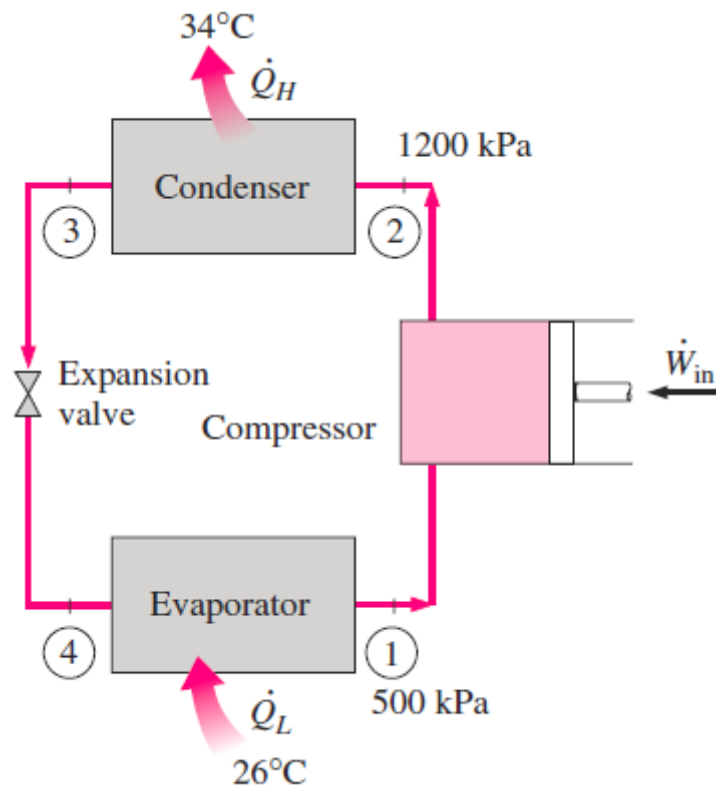 34°C
Q̇H
1200 kPa
Condenser
3
2
Expansion
valve
Ẇin
Compressor
Evaporator
4
1
500 kPa
Q̇L
26°C